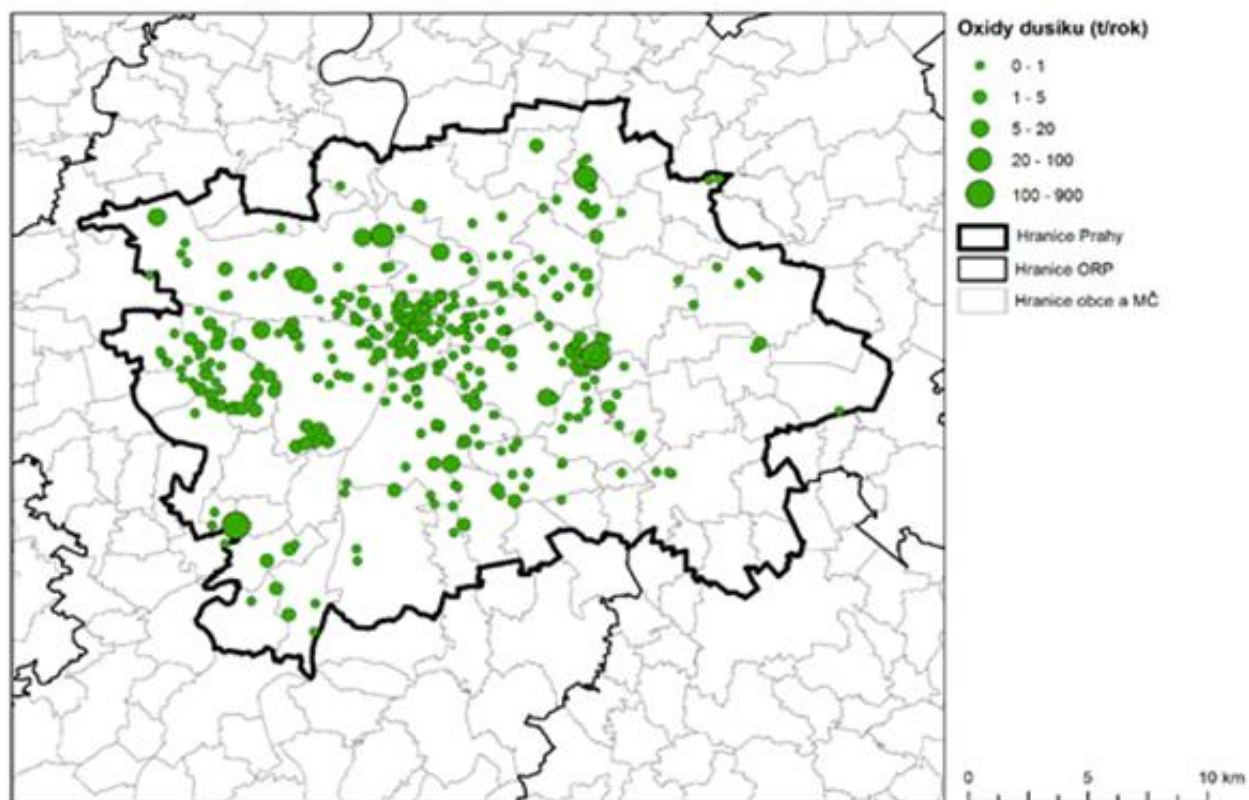 Oxidy dusíku (t/rok)
0 - 1
1 - 5
5 - 20
20 - 100
100 - 900
Hranice Prahy
Hranice ORP
Hranice obce a MČ
0 5 10 km